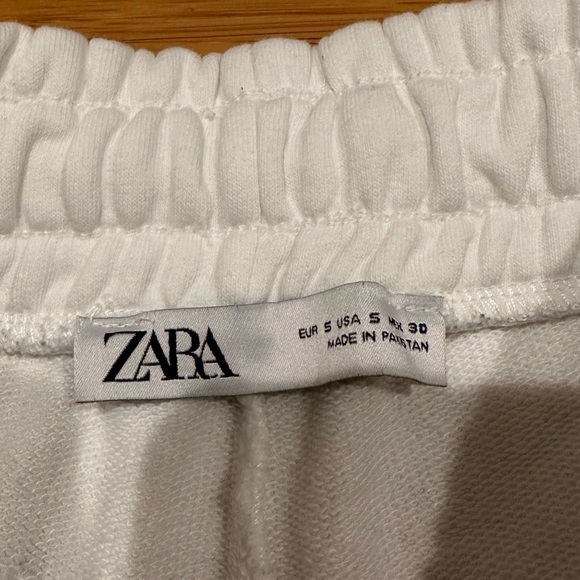 ZARA
EUR S USA S MEX 30
MADE IN PAKISTAN